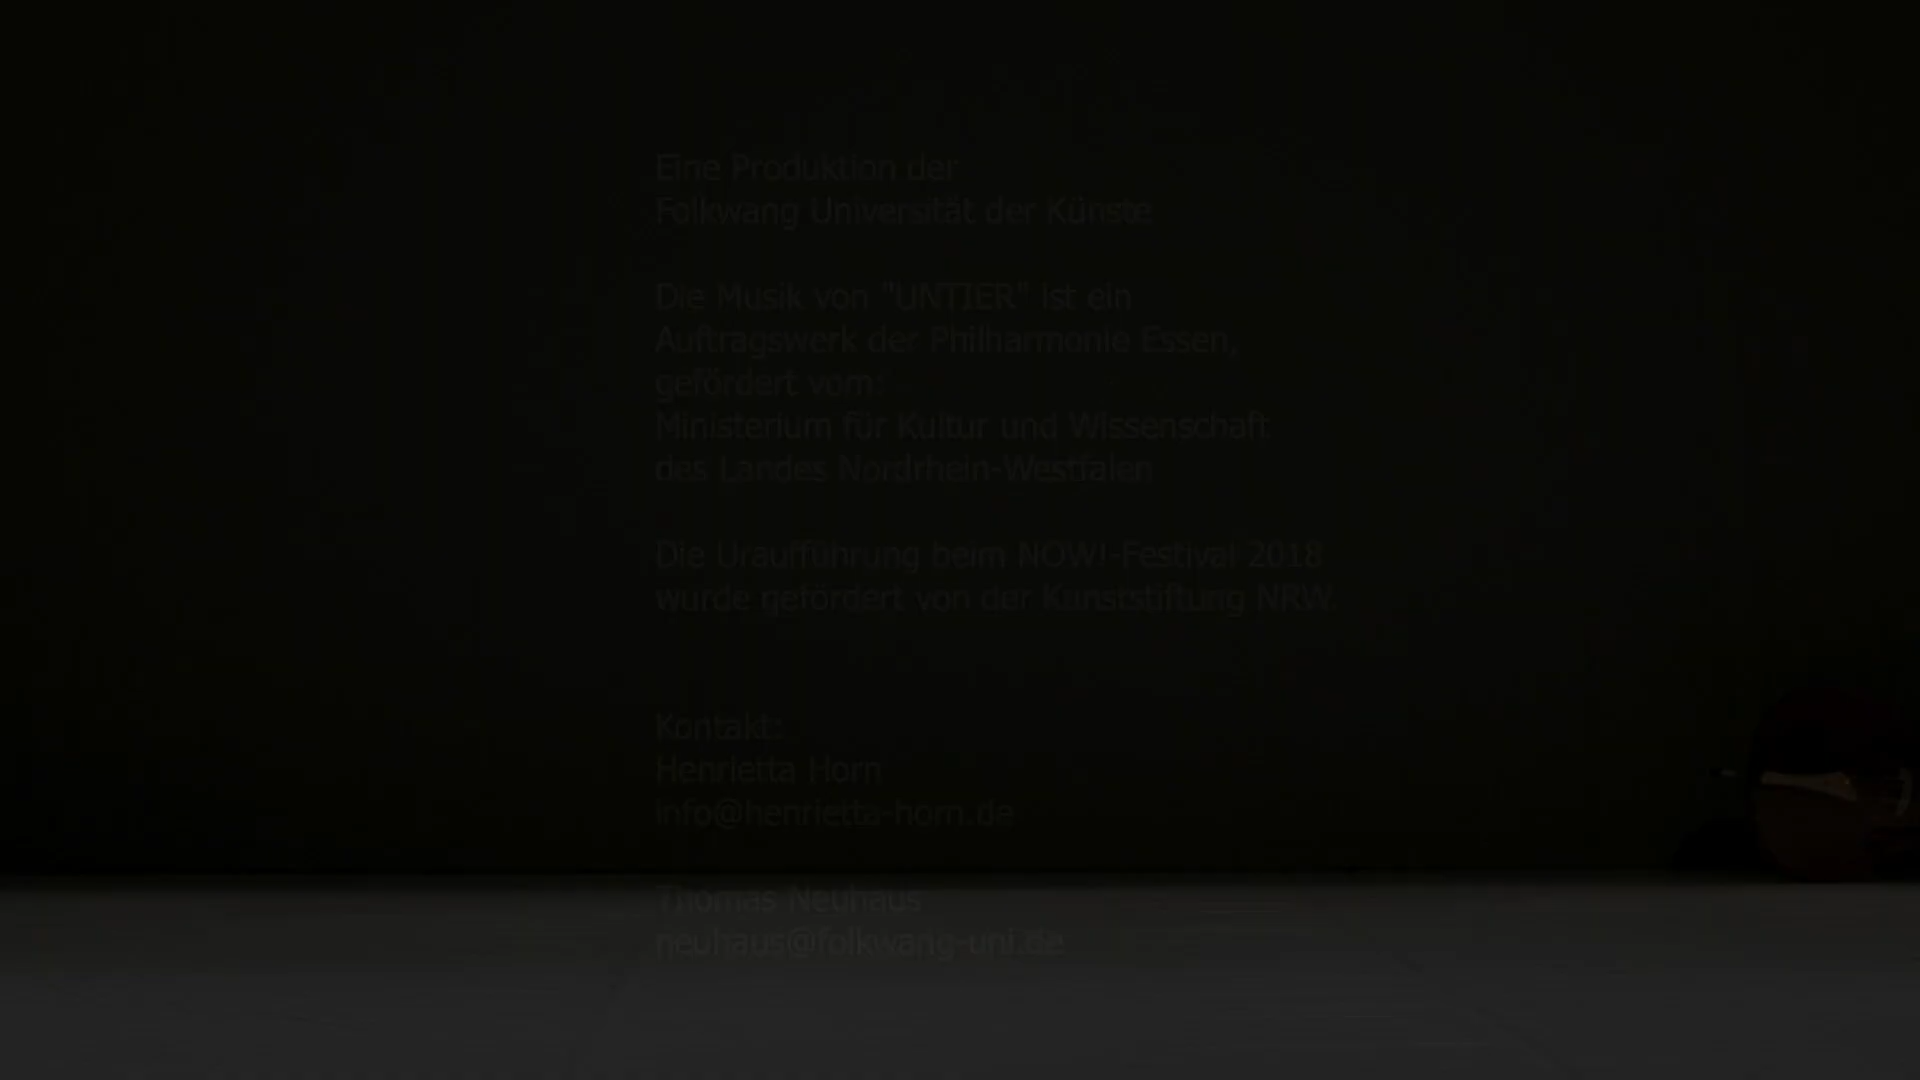 Eine Produktion der
Folkwang Universität der Künste
Die Musik von "UNTIER" ist ein
Auftragswerk der Philharmonie Essen,
gefördert vom:
Ministerium für Kultur und Wissenschaft
des Landes Nordrhein-Westfalen
Die Uraufführung beim NOW!-Festival 2018
wurde gefördert von der Kunststiftung NRW.
Kontakt:
Henrietta Horn
info@henrietta-horn.de
Thomas Neuhaus
neuhaus@folkwang-uni.de